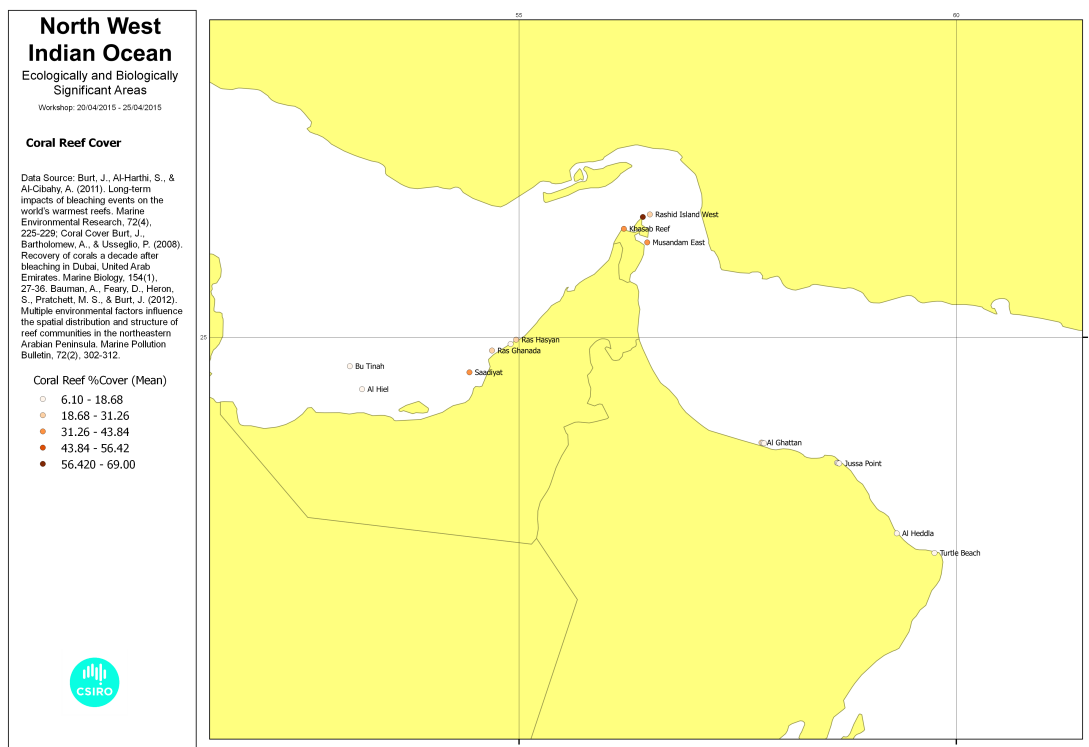 North West
Indian Ocean
Ecologically and Biologically
Significant Areas
Workshop: 20/04/2015 - 25/04/2015
Coral Reef Cover
Data Source: Burt, J., Al-Harthi, S., &
Al-Cibahy, A. (2011). Long-term
impacts of bleaching events on the
world's warmest reefs. Marine
Environmental Research, 72(4),
225-229; Coral Cover Burt, J.,
Bartholomew, A., & Usseglio, P. (2008).
Recovery of corals a decade after
bleaching in Dubai, United Arab
Emirates. Marine Biology, 154(1),
27-36. Bauman, A., Feary, D., Heron,
S., Pratchett, M. S., & Burt, J. (2012).
Multiple environmental factors influence
the spatial distribution and structure of
reef communities in the northeastern
Arabian Peninsula. Marine Pollution
Bulletin, 72(2), 302-312.
Coral Reef %Cover (Mean)
6.10 - 18.68
18.68 - 31.26
31.26 - 43.84
43.84 - 56.42
56.420 - 69.00
CSIRO
55
60
25
Rashid Island West
Khasab Reef
Musandam East
Ras Hasyan
Ras Ghanada
Bu Tinah
Saadiyat
Al Hiel
Al Ghattan
Jussa Point
Al Heddla
Turtle Beach